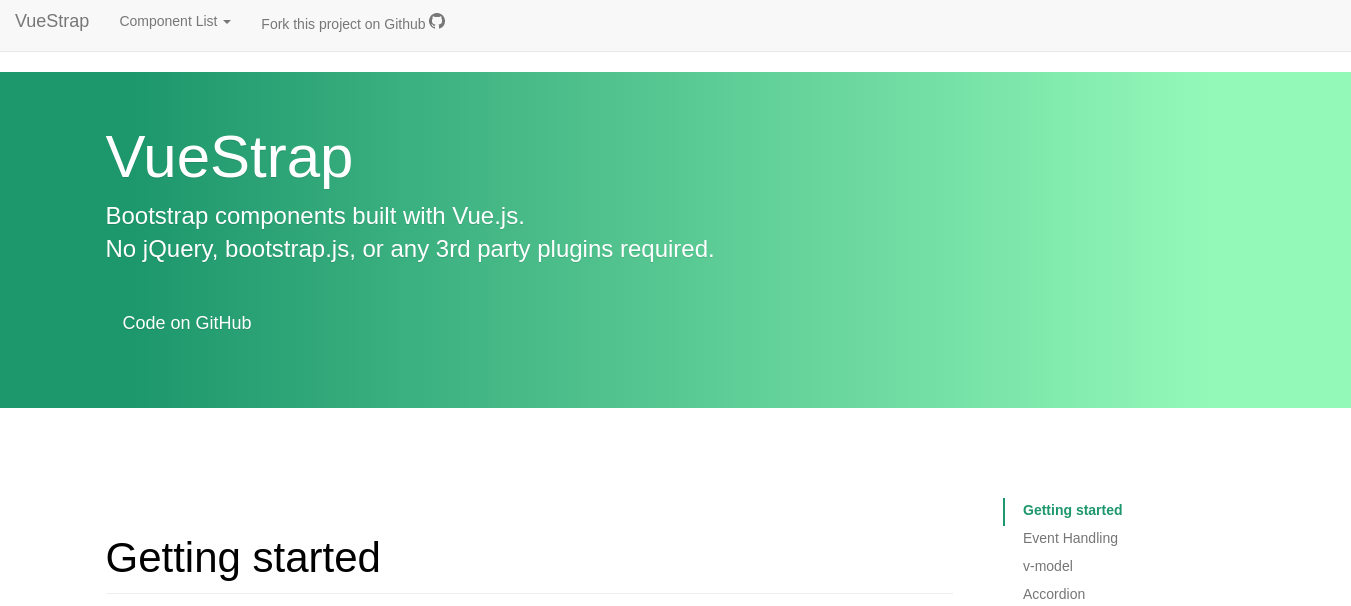 VueStrap
Component List
Fork this project on Github
VueStrap
Bootstrap components built with Vue.js.
No jQuery, bootstrap.js, or any 3rd party plugins required.
Code on GitHub
Getting started
Getting started
Event Handling
v-model
Accordion